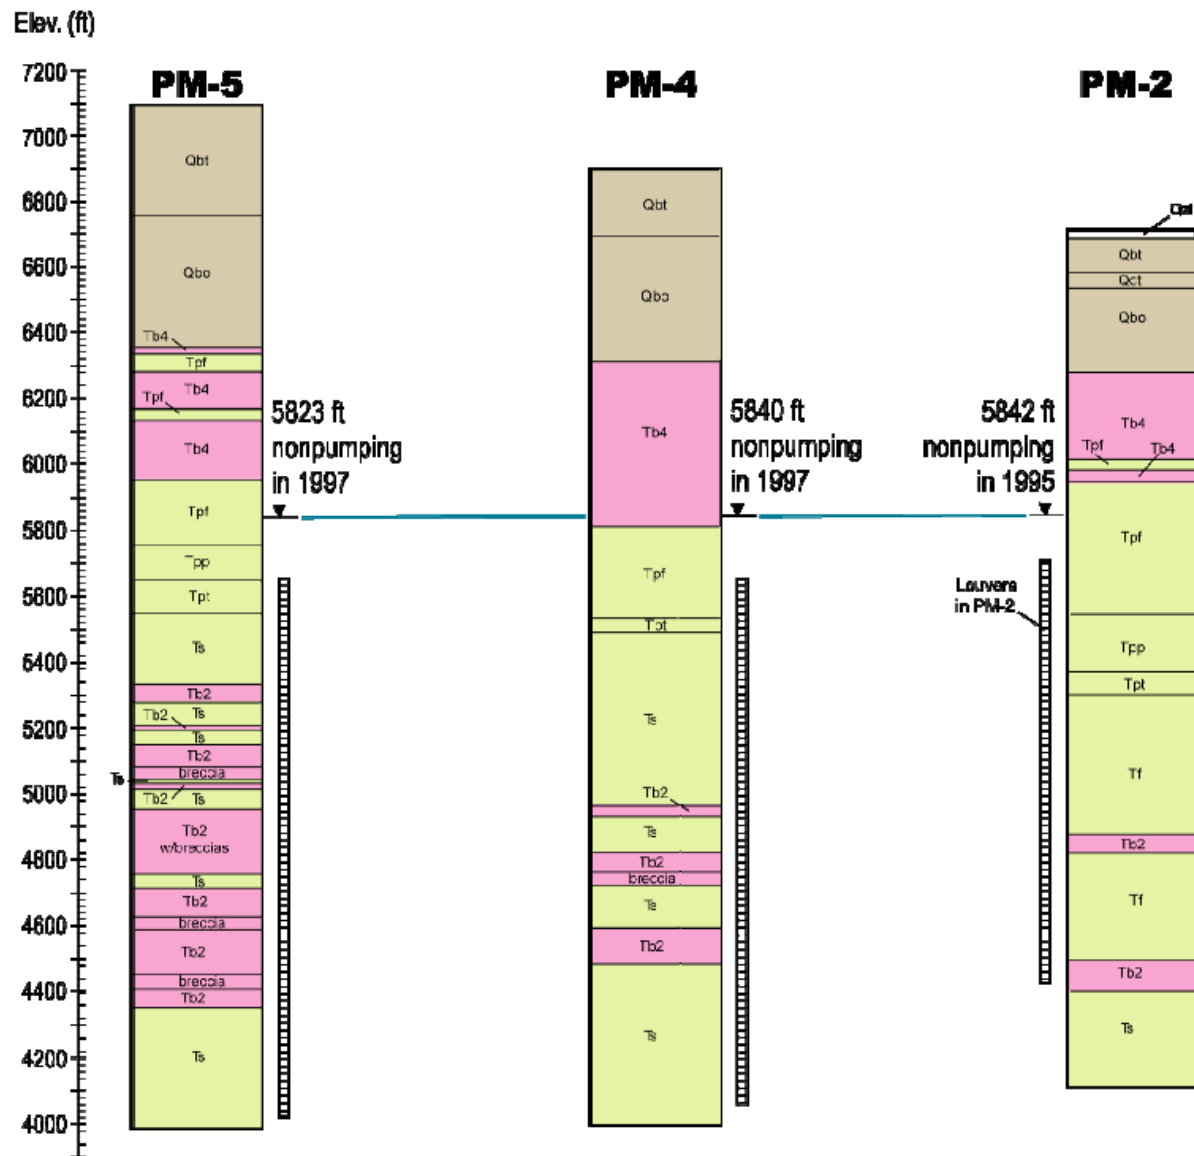 Elev. (ft)
7200
7000
6800
6600
6400
6200
6000
5800
5600
5400
5200
5000
4800
4600
4400
4200
4000
PM-5
Qbt
Qbo
Tb4
Tpf
Tb4
Tpf
Tb4
Tpf
Tpp
Tpt
Ts
Tb2
Tb2
Ts
Ts
Tb2
breccia
Ts
Tb2
Ts
Tb2
w/breccias
Ts
Tb2
breccia
Tb2
breccia
Tb2
Ts
5823 ft
nonpumping
in 1997
PM-4
Qbt
Qbo
Tb4
Tpf
Tpt
Ts
Tb2
Ts
Tb2
breccia
Ts
Tb2
Ts
5840 ft
nonpumping
in 1997
PM-2
Qbt
Qct
Qbo
Tb4
Tpf
Tb4
Tpf
Tpp
Tpt
Tf
Tb2
Tf
Tb2
Ts
5842 ft
nonpumping
in 1995
Louvers
in PM-2